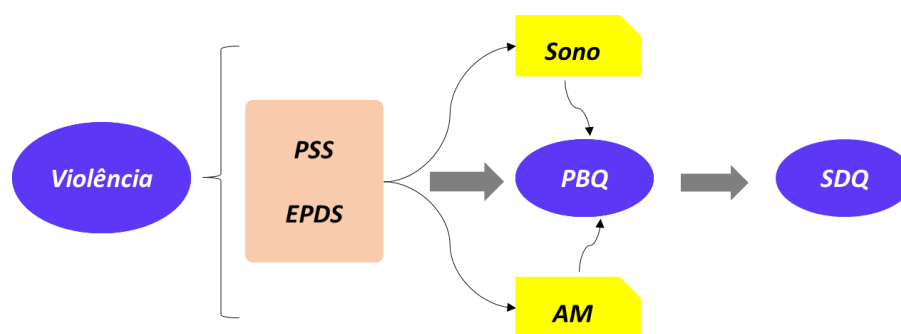 Violência
PSS
EPDS
Sono
PBQ
AM
SDQ